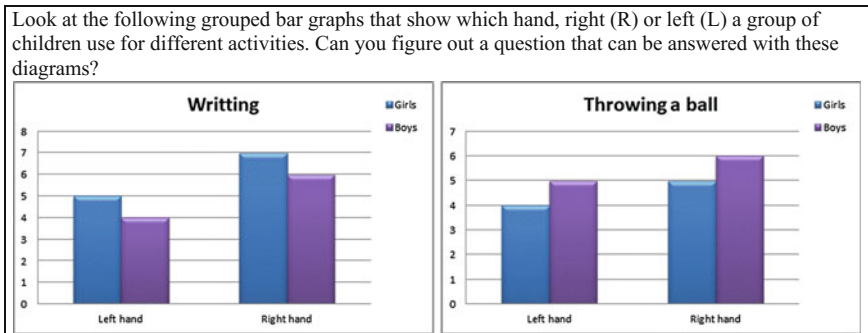 Look at the following grouped bar graphs that show which hand, right (R) or left (L) a group of
children use for different activities. Can you figure out a question that can be answered with these
diagrams?
Writting
Girls
Boys
8
7
6
5
4
3
2
1
0
Left hand
Right hand
Throwing a ball
Girls
Boys
7
6
5
4
3
2
1
0
Left hand
Right hand